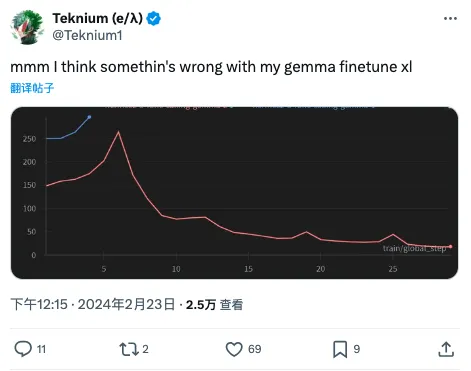 Teknium (e/λ)
@Teknium1
mmm I think somethin's wrong with my gemma finetune xl
翻译帖子
250
200
150
100
50
0
train/global_step
5
10
15
20
25
下午12:15 · 2024年2月23日 · 2.5万 查看
11
2
69
9